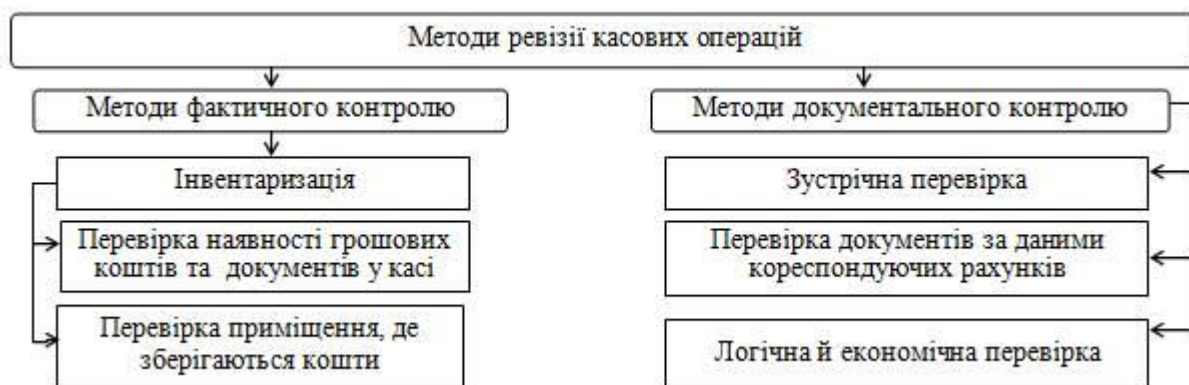 Методи ревізії касових операцій
Методи фактичного контролю
Методи документального контролю
Інвентаризація
Зустрічна перевірка
Перевірка наявності грошових
коштів та документів у касі
Перевірка документів за даними
кореспондуючих рахунків
Перевірка приміщення, де
зберігаються кошти
Логічна й економічна перевірка